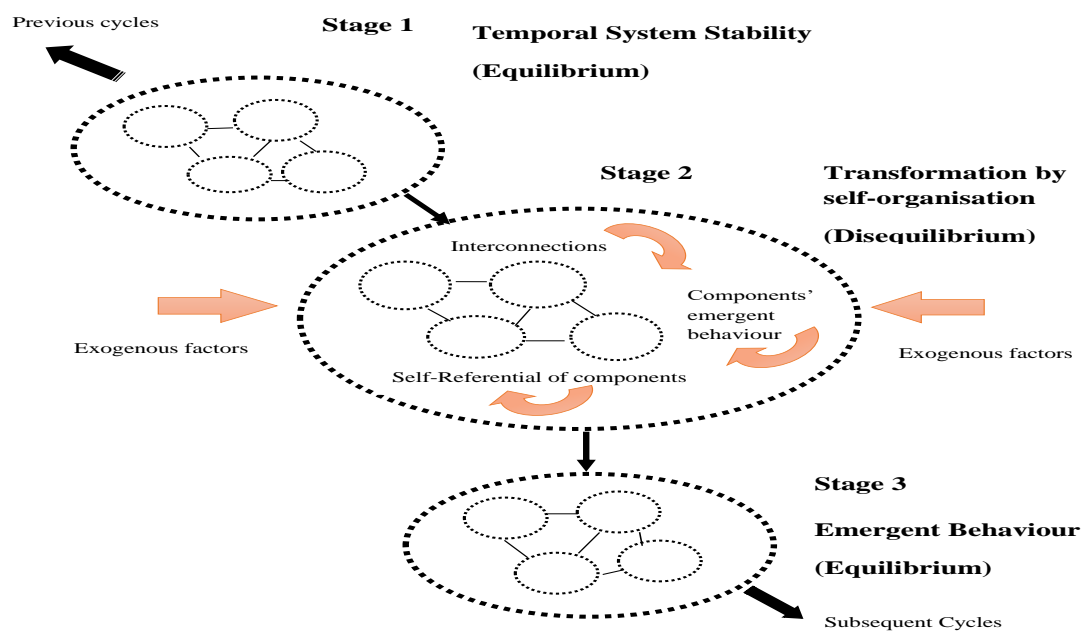 Previous cycles
Stage 1
Temporal System Stability
(Equilibrium)
Stage 2
Transformation by
self-organisation
(Disequilibrium)
Interconnections
Components’
emergent
behaviour
Exogenous factors
Exogenous factors
Self-Referential of components
Stage 3
Emergent Behaviour
(Equilibrium)
Subsequent Cycles